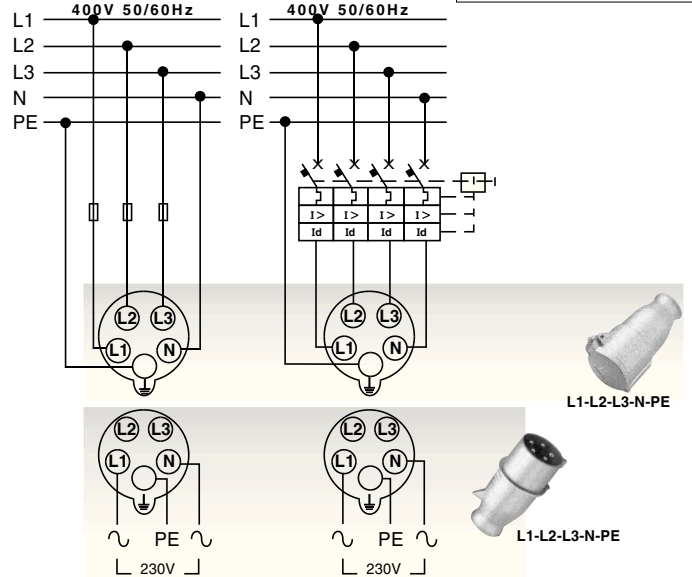 400V 50/60Hz
L1
L2
L3
N
PE
400V 50/60Hz
L1
L2
L3
N
PE
I> I> I> I>
Id Id Id Id
L2 L3
L1 N
L2 L3
L1 N
L1-L2-L3-N-PE
L2 L3
L1 N
PE
230V
L2 L3
L1 N
PE
230V
L1-L2-L3-N-PE